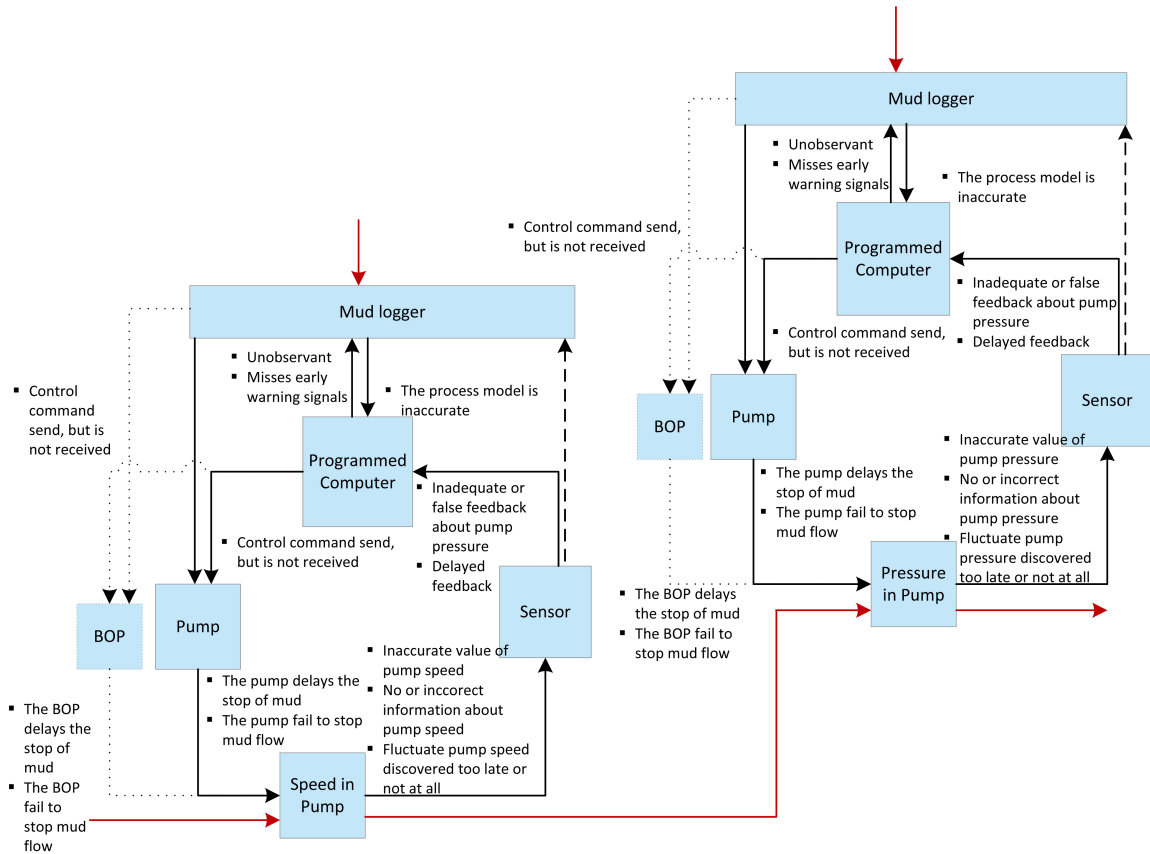 Mud logger
▪ Unobservant
▪ Misses early
warning signals
▪ The process model is
inaccurate
▪ Control command send,
but is not received
Programmed
Computer
▪ Inadequate or false
feedback about pump
pressure
▪ Delayed feedback
▪ Control command send,
but is not received
BOP
Pump
Sensor
▪ The pump delays the
stop of mud
▪ The pump fail to stop
mud flow
▪ Inaccurate value of
pump pressure
▪ No or incorrect
information about
pump pressure
▪ Fluctuate pump
pressure discovered
too late or not at all
Pressure
in Pump
▪ The BOP delays
the stop of mud
▪ The BOP fail to
stop mud flow
Mud logger
▪ Unobservant
▪ Misses early
warning signals
▪ The process model is
inaccurate
▪ Control
command
send, but is
not received
Programmed
Computer
▪ Inadequate or
false feedback
about pump
pressure
▪ Delayed
feedback
▪ Control command send,
but is not received
BOP
Pump
Sensor
▪ The pump delays the
stop of mud
▪ The pump fail to stop
mud flow
▪ Inaccurate value of
pump speed
▪ No or inccorect
information about
pump speed
▪ Fluctuate pump speed
discovered too late or
not at all
▪ The BOP
delays the
stop of
mud
▪ The BOP
fail to
stop mud
flow
Speed in
Pump